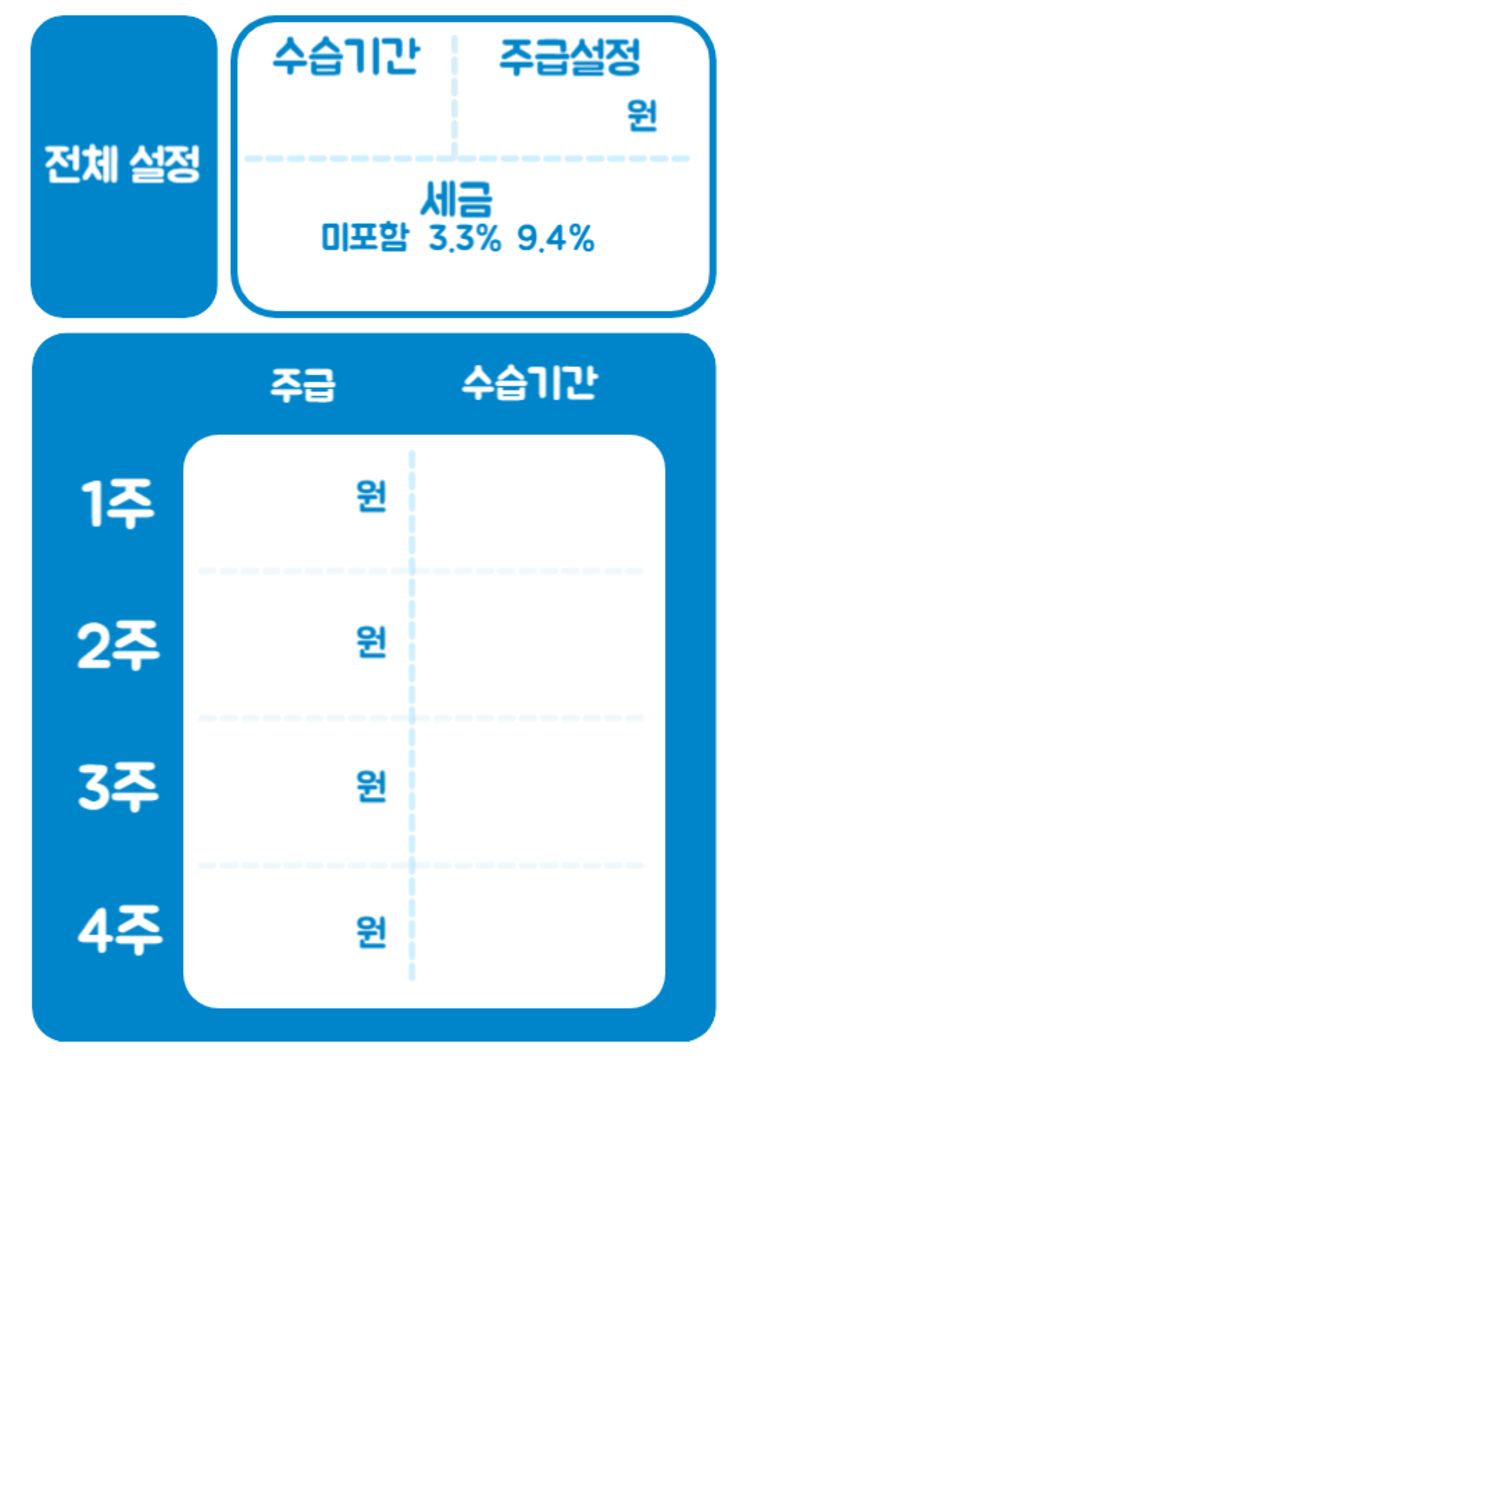 전체 설정
수습기간 주급설정
원
세금
미포함 3.3% 9.4%
주급 수습기간
1주 원
2주 원
3주 원
4주 원